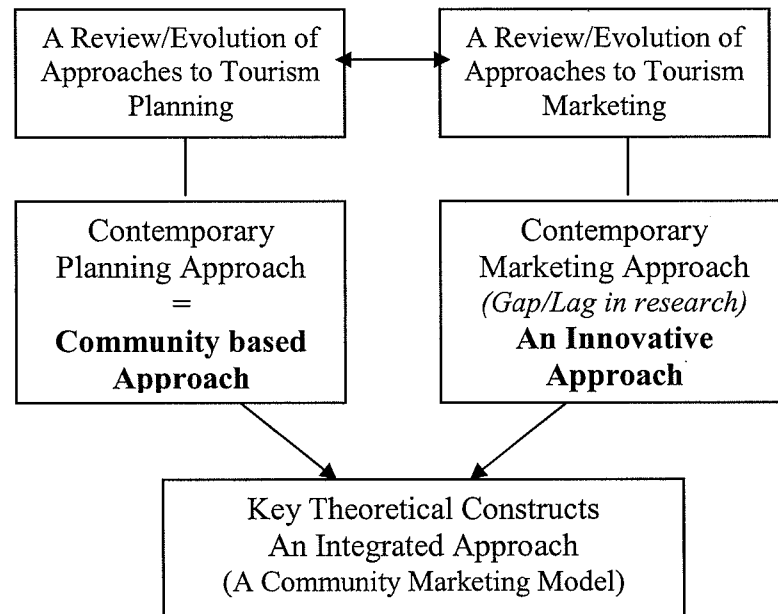 A Review/Evolution of
Approaches to Tourism
Planning
A Review/Evolution of
Approaches to Tourism
Marketing
Contemporary
Planning Approach
=
Community based
Approach
Contemporary
Marketing Approach
(Gap/Lag in research)
An Innovative
Approach
Key Theoretical Constructs
An Integrated Approach
(A Community Marketing Model)